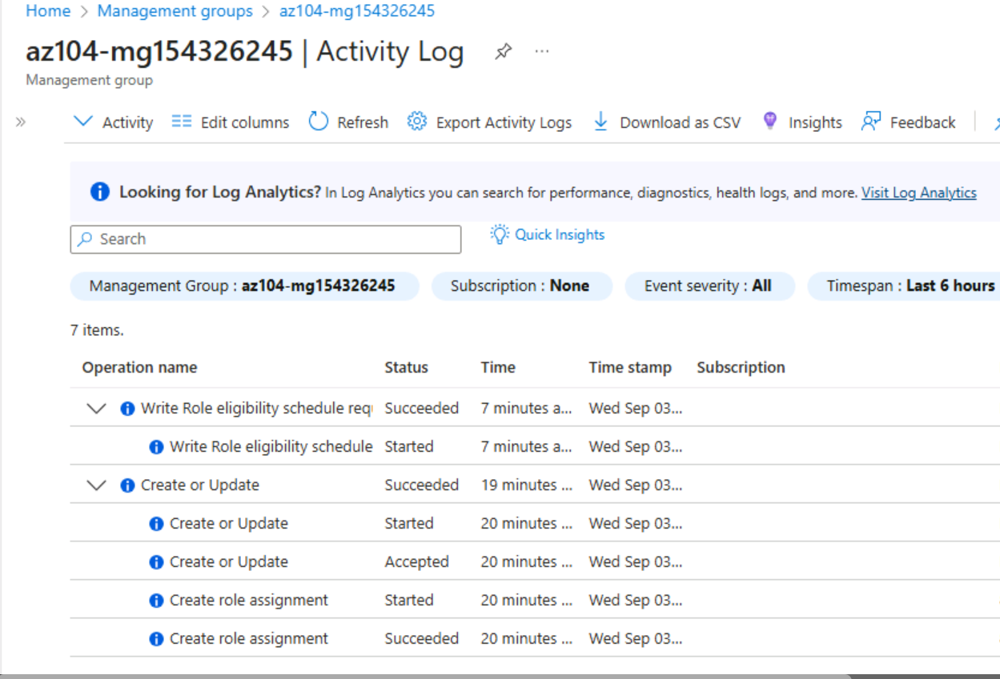 Home > Management groups > az104-mg154326245
az104-mg154326245 | Activity Log
Management group
Activity Edit columns Refresh Export Activity Logs Download as CSV Insights Feedback
Looking for Log Analytics? In Log Analytics you can search for performance, diagnostics, health logs, and more. Visit Log Analytics
Search Quick Insights
Management Group : az104-mg154326245 Subscription : None Event severity : All Timespan : Last 6 hours
7 items.
Operation name Status Time Time stamp Subscription
Write Role eligibility schedule req Succeeded 7 minutes a... Wed Sep 03...
Write Role eligibility schedule Started 7 minutes a... Wed Sep 03...
Create or Update Succeeded 19 minutes ... Wed Sep 03...
Create or Update Started 20 minutes ... Wed Sep 03...
Create or Update Accepted 20 minutes ... Wed Sep 03...
Create role assignment Started 20 minutes ... Wed Sep 03...
Create role assignment Succeeded 20 minutes ... Wed Sep 03...